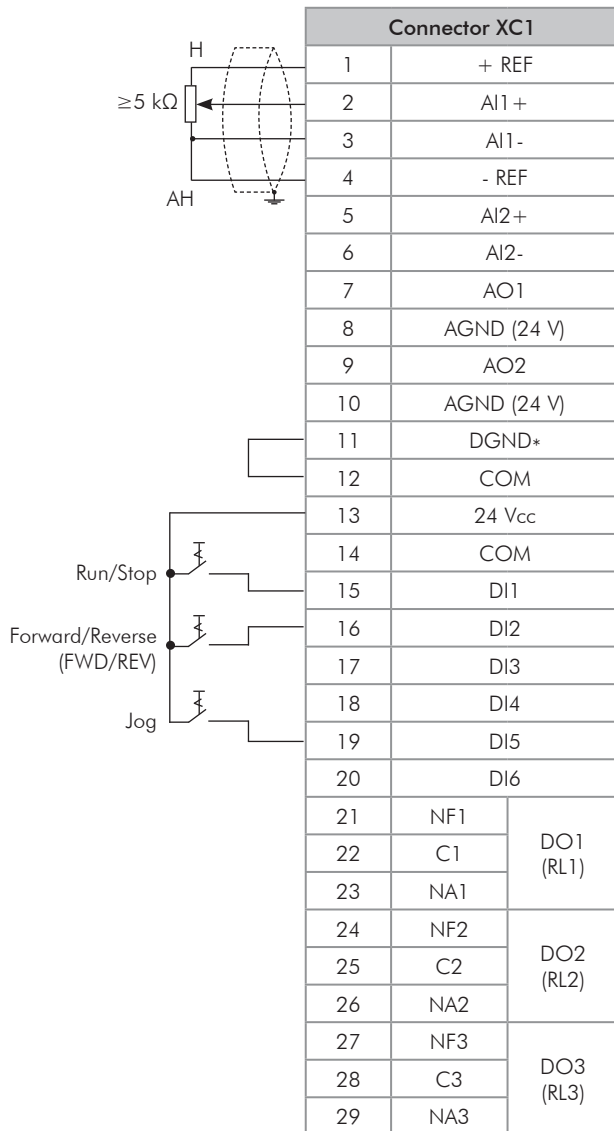 Connector XC1
H
≥5 kΩ
AH
1 + REF
2 AI1+
3 AI1-
4 - REF
5 AI2+
6 AI2-
7 AO1
8 AGND (24 V)
9 AO2
10 AGND (24 V)
11 DGND*
12 COM
13 24 Vcc
14 COM
Run/Stop
15 DI1
Forward/Reverse
(FWD/REV)
16 DI2
17 DI3
18 DI4
Jog
19 DI5
20 DI6
21 NF1
22 C1
23 NA1
DO1
(RL1)
24 NF2
25 C2
26 NA2
DO2
(RL2)
27 NF3
28 C3
29 NA3
DO3
(RL3)